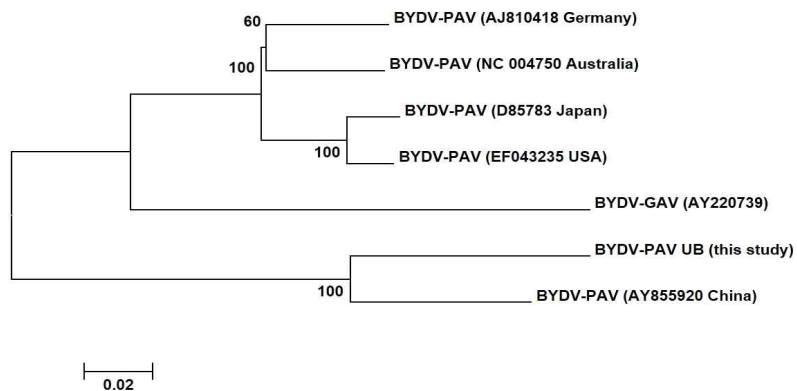 60
BYDV-PAV (AJ810418 Germany)
100
BYDV-PAV (NC 004750 Australia)
BYDV-PAV (D85783 Japan)
100
BYDV-PAV (EF043235 USA)
BYDV-GAV (AY220739)
BYDV-PAV UB (this study)
100
BYDV-PAV (AY855920 China)
0.02